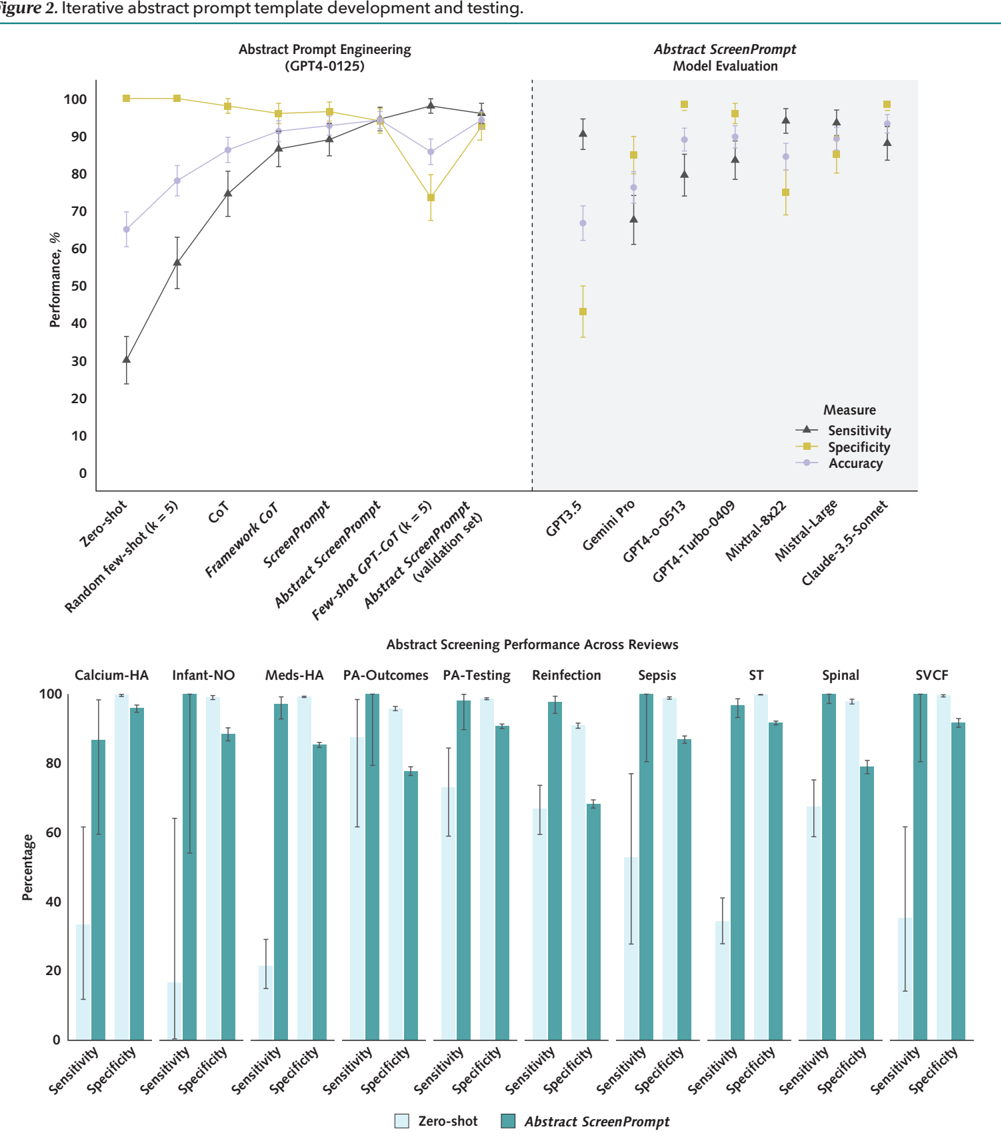 Figure 2. Iterative abstract prompt template development and testing.
Abstract Prompt Engineering
(GPT4-0125)
Abstract ScreenPrompt
Model Evaluation
Performance, %
100
90
80
70
60
50
40
30
20
10
0
Measure
Sensitivity
Specificity
Accuracy
Zero-shot
Random few-shot (k = 5)
CoT
Framework CoT
ScreenPrompt
Abstract ScreenPrompt
Few-shot GPT-CoT (k = 5)
Abstract ScreenPrompt
(validation set)
GPT3.5
Gemini Pro
GPT4-o-0513
GPT4-Turbo-0409
Mixtral-8x22
Mistral-Large
Claude-3.5-Sonnet
Abstract Screening Performance Across Reviews
Calcium-HA Infant-NO Meds-HA PA-Outcomes PA-Testing Reinfection Sepsis ST Spinal SVCF
Percentage
100
80
60
40
20
0
Sensitivity Specificity Sensitivity Specificity Sensitivity Specificity Sensitivity Specificity Sensitivity Specificity Sensitivity Specificity Sensitivity Specificity Sensitivity Specificity Sensitivity Specificity Sensitivity Specificity
Zero-shot Abstract ScreenPrompt